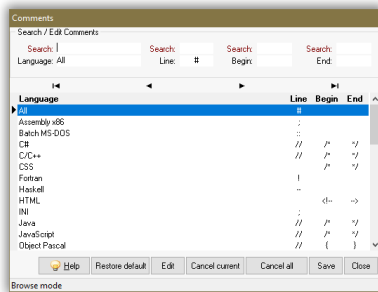 Comments
Search / Edit Comments
Search: Search: Search: Search:
Language: All Line: # Begin: End:
Language Line Begin End
All #
Assembly x86 ;
Batch MS-DOS ::
C# // /* */
C/C++ // /* */
CSS /* */
Fortran !
Haskell --
HTML <!-- -->
INI ;
Java // /* */
JavaScript // /* */
Object Pascal // { }
Help Restore default Edit Cancel current Cancel all Save Close
Browse mode